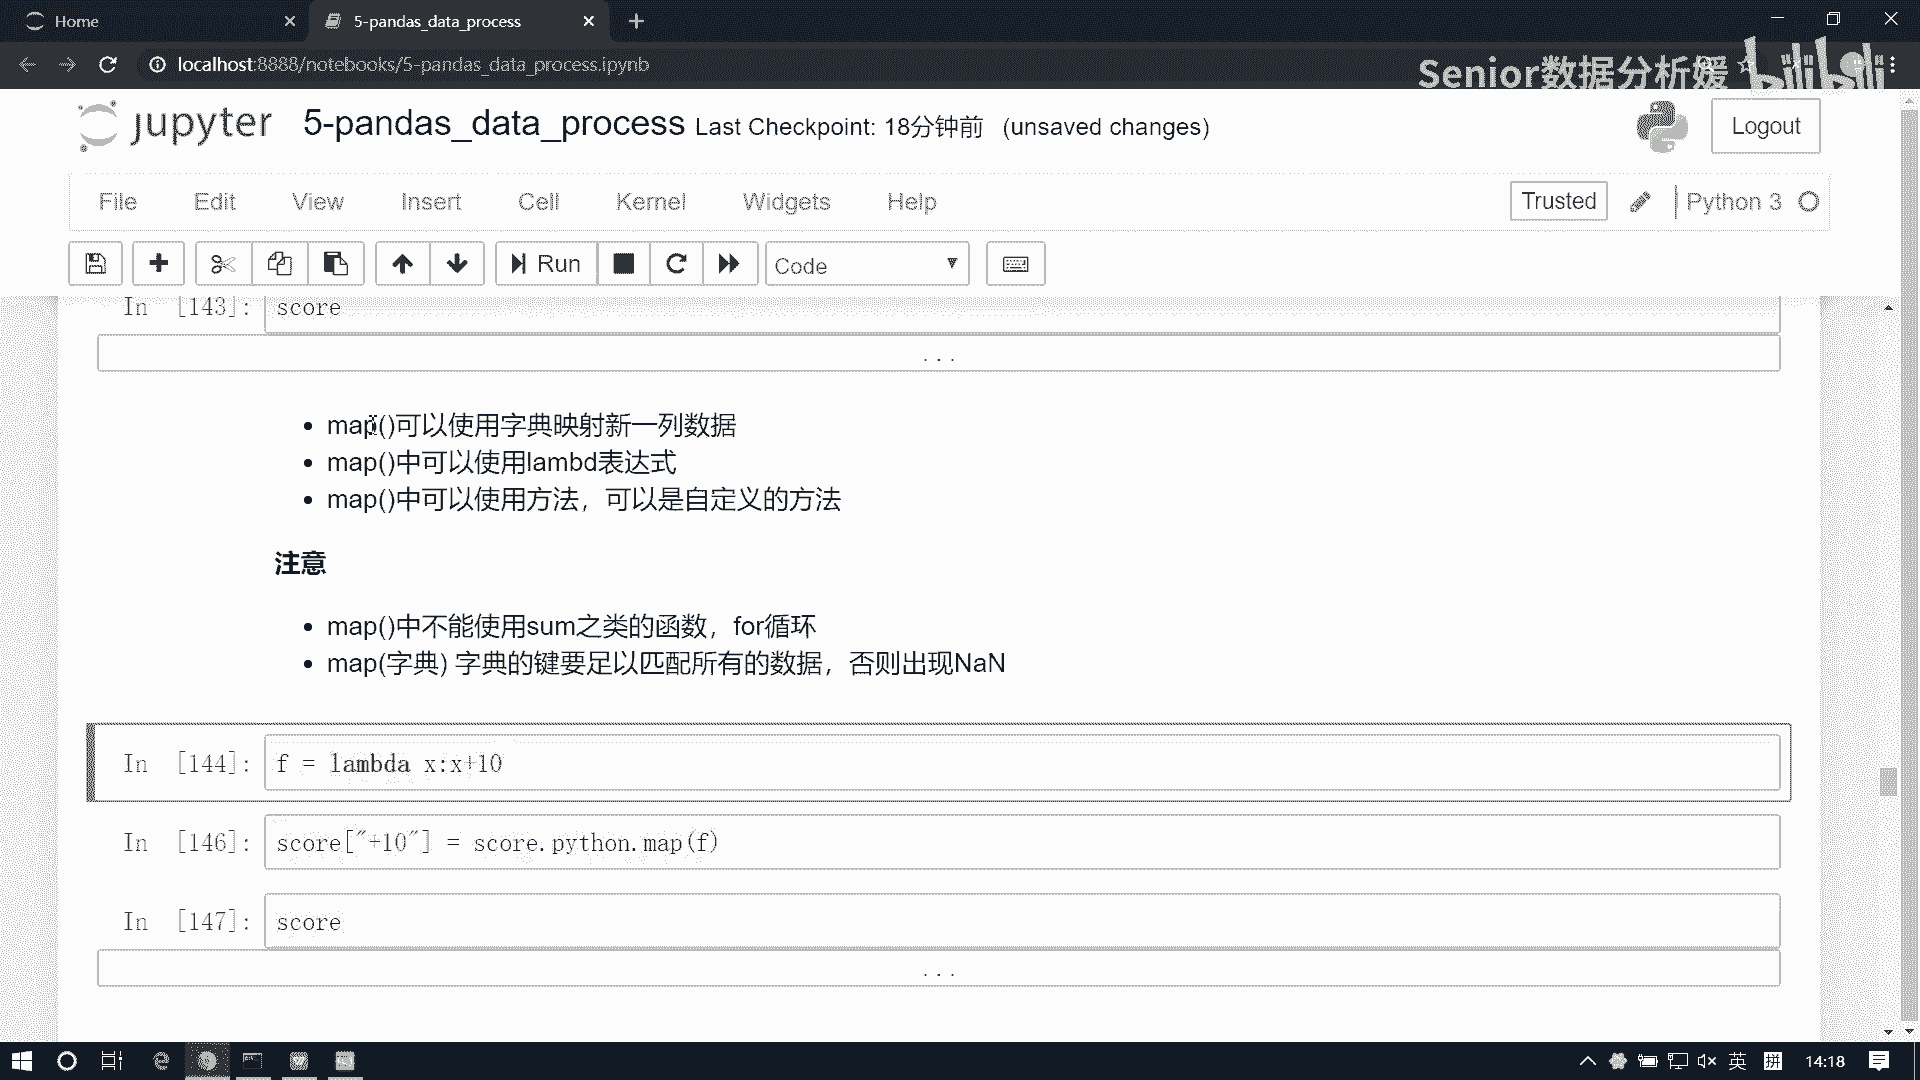 Home
5-pandas_data_process
localhost:8888/notebooks/5-pandas_data_process.ipynb
Senior数据分析媛 bilibili
jupyter 5-pandas_data_process Last Checkpoint: 18分钟前 (unsaved changes)
Logout
File Edit View Insert Cell Kernel Widgets Help
Trusted Python 3
Run Code
In [143]: score
...
map()可以使用字典映射新一列数据
map()中可以使用lambd表达式
map()中可以使用方法，可以是自定义的方法
注意
map()中不能使用sum之类的函数，for循环
map(字典) 字典的键要足以匹配所有的数据，否则出现NaN
In [144]: f = lambda x:x+10
In [146]: score["+10"] = score.python.map(f)
In [147]: score
...
英 拼 14:18